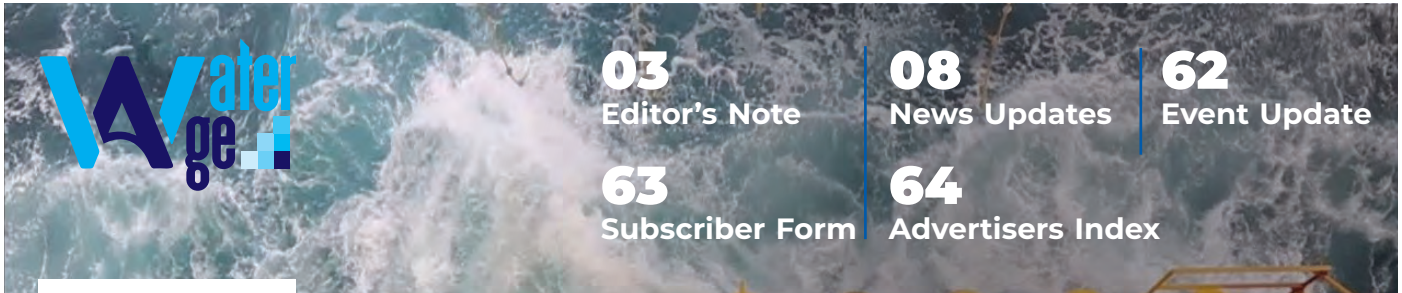 Water
Age
03
Editor's Note
08
News Updates
62
Event Update
63
Subscriber Form
64
Advertisers Index